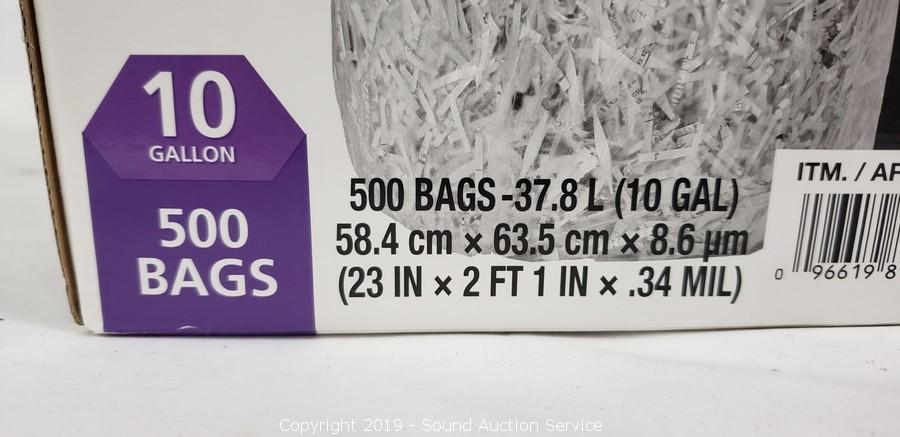 10
GALLON
500
BAGS
500 BAGS - 37.8 L (10 GAL)
58.4 cm × 63.5 cm × 8.6 µm
(23 IN × 2 FT 1 IN × .34 MIL)
ITM. / AR
0 96619 8
Copyright 2019 - Sound Auction Service